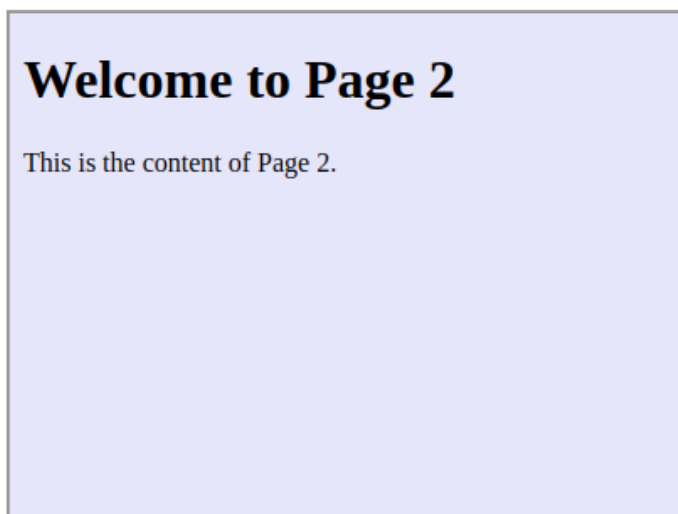 Welcome to Page 2
This is the content of Page 2.